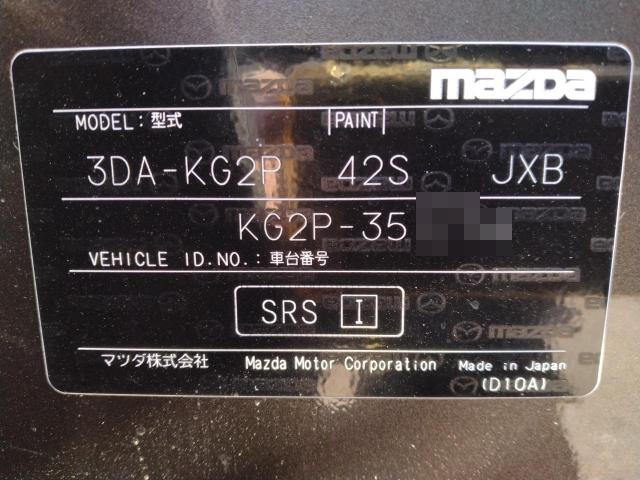 mazda
MODEL: 型式 PAINT
3DA-KG2P 42S JXB
KG2P-35
VEHICLE ID.NO.: 車台番号
SRS I
マツダ株式会社 Mazda Motor Corporation Made in Japan
(D10A)